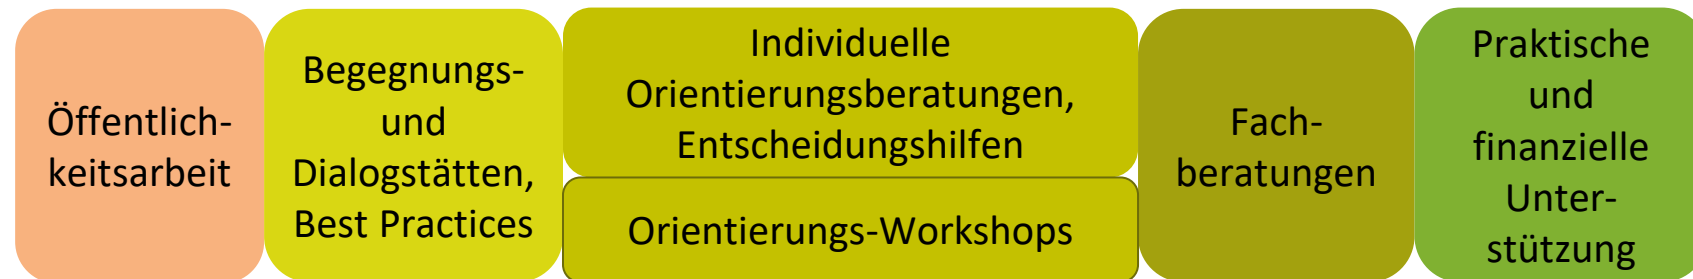 Öffentlich-
keitsarbeit
Begegnungs-
und
Dialogstätten,
Best Practices
Individuelle
Orientierungsberatungen,
Entscheidungshilfen
Orientierungs-Workshops
Fach-
beratungen
Praktische
und
finanzielle
Unter-
stützung